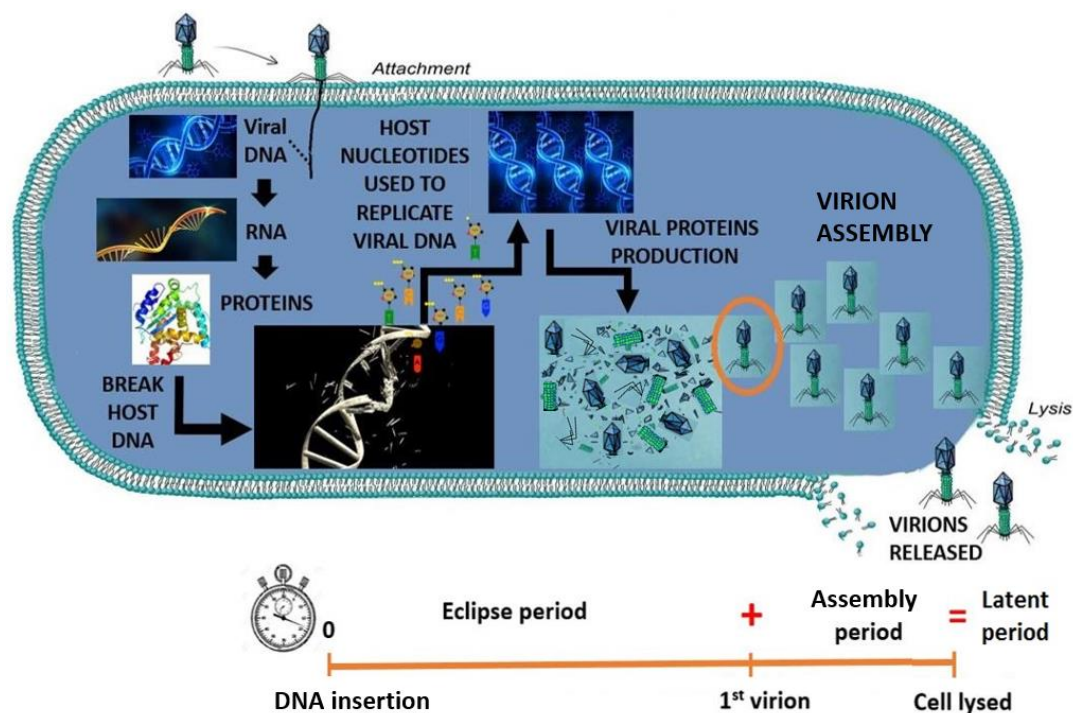 Attachment
Viral
DNA
RNA
PROTEINS
BREAK
HOST
DNA
HOST
NUCLEOTIDES
USED TO
REPLICATE
VIRAL DNA
VIRAL PROTEINS
PRODUCTION
VIRION
ASSEMBLY
Lysis
VIRIONS
RELEASED
0
Eclipse period
+
Assembly
period
=
Latent
period
DNA insertion
1st virion
Cell lysed